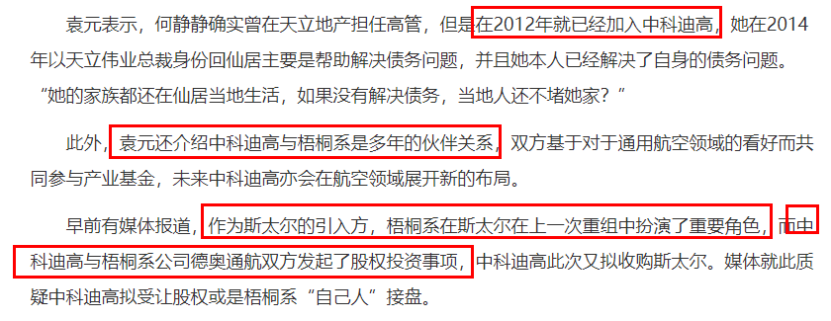 袁元表示，何静静确实曾在天立地产担任高管，但是在2012年就已经加入中科迪高，她在2014
年以天立伟业总裁身份回仙居主要是帮助解决债务问题，并且她本人已经解决了自身的债务问题。
“她的家族都还在仙居当地生活，如果没有解决债务，当地人还不堵她家？”
此外，袁元还介绍中科迪高与梧桐系是多年的伙伴关系，双方基于对于通用航空领域的看好而共
同参与产业基金，未来中科迪高亦会在航空领域展开新的布局。
早前有媒体报道，作为斯太尔的引入方，梧桐系在斯太尔在上一次重组中扮演了重要角色，而中
科迪高与梧桐系公司德奥通航双方发起了股权投资事项，中科迪高此次又拟收购斯太尔。媒体就此质
疑中科迪高拟受让股权或是梧桐系“自己人”接盘。